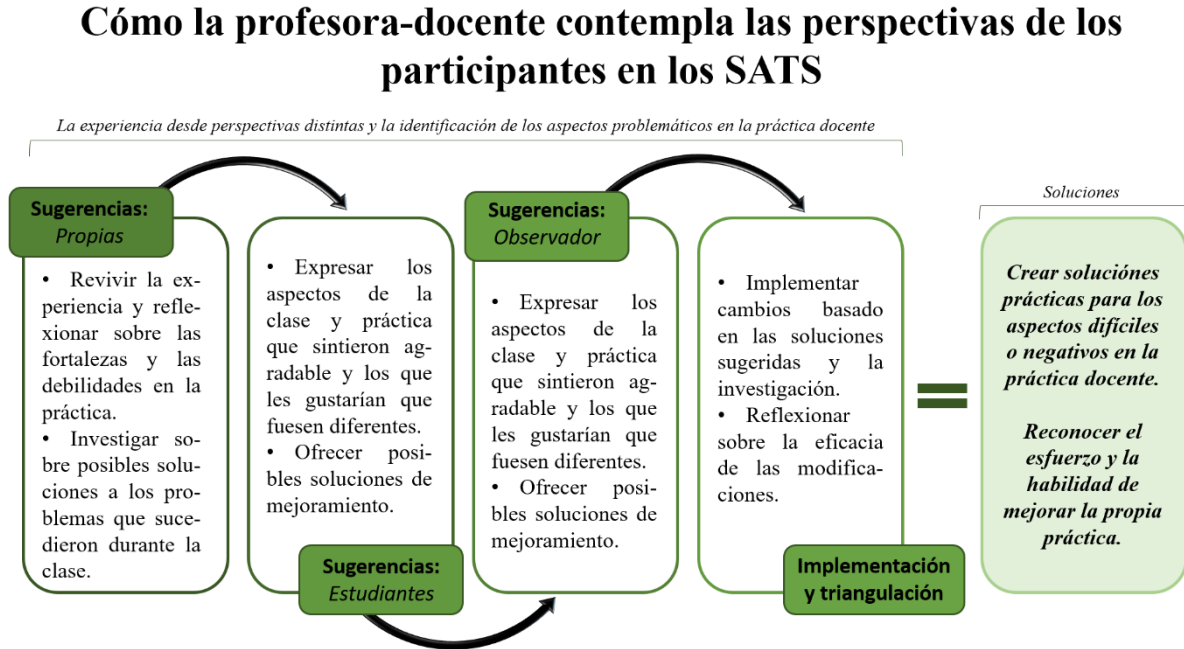 Cómo la profesora-docente contempla las perspectivas de los
participantes en los SATS
La experiencia desde perspectivas distintas y la identificación de los aspectos problemáticos en la práctica docente
Sugerencias:
Propias
• Revivir la ex-
periencia y refle-
xionar sobre las
fortalezas y las
debilidades en la
práctica.
• Investigar so-
bre posibles solu-
ciones a los pro-
blemas que suce-
dieron durante la
clase.
• Expresar los
aspectos de la
clase y práctica
que sintieron ag-
radable y los que
les gustarían que
fuesen diferentes.
• Ofrecer posi-
bles soluciones de
mejoramiento.
Sugerencias:
Estudiantes
Sugerencias:
Observador
• Expresar los
aspectos de la
clase y práctica
que sintieron ag-
radable y los que
les gustarían que
fuesen diferentes.
• Ofrecer posi-
bles soluciones de
mejoramiento.
• Implementar
cambios basado
en las soluciones
sugeridas y la
investigación.
• Reflexionar
sobre la eficacia
de las modifica-
ciones.
Implementación
y triangulación
=
Soluciones
Crear soluciónes
prácticas para los
aspectos difíciles
o negativos en la
práctica docente.
Reconocer el
esfuerzo y la
habilidad de
mejorar la propia
práctica.